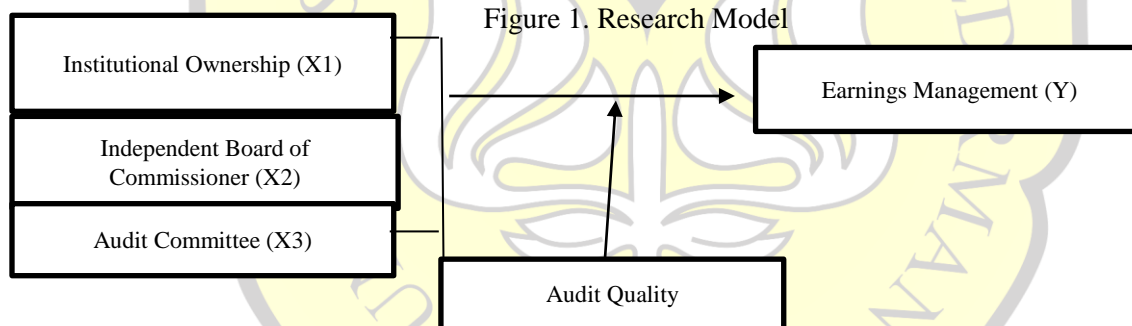 Figure 1. Research Model
Institutional Ownership (X1)
Earnings Management (Y)
Independent Board of
Commissioner (X2)
Audit Committee (X3)
Audit Quality